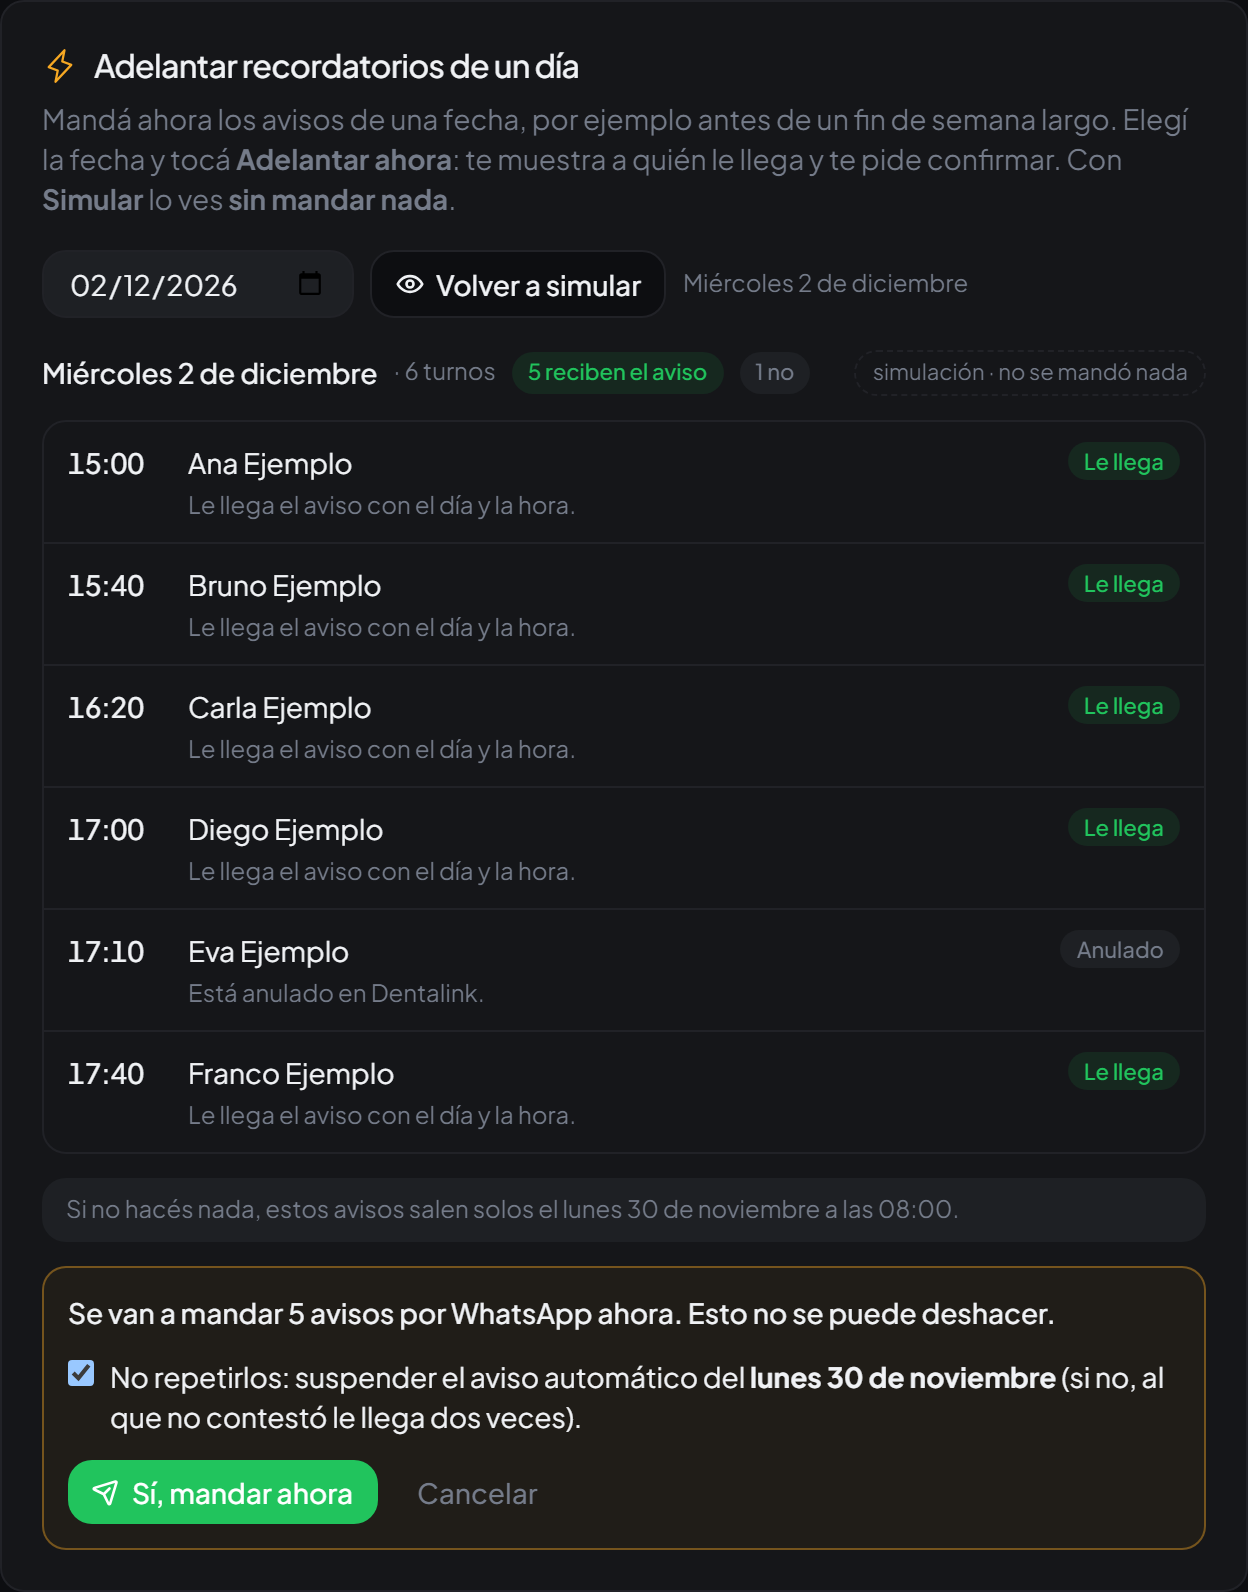 Adelantar recordatorios de un día
Mandá ahora los avisos de una fecha, por ejemplo antes de un fin de semana largo. Elegí
la fecha y tocá Adelantar ahora: te muestra a quién le llega y te pide confirmar. Con
Simular lo ves sin mandar nada.
02/12/2026 Volver a simular Miércoles 2 de diciembre
Miércoles 2 de diciembre · 6 turnos 5 reciben el aviso 1 no simulación · no se mandó nada
15:00 Ana Ejemplo Le llega
Le llega el aviso con el día y la hora.
15:40 Bruno Ejemplo Le llega
Le llega el aviso con el día y la hora.
16:20 Carla Ejemplo Le llega
Le llega el aviso con el día y la hora.
17:00 Diego Ejemplo Le llega
Le llega el aviso con el día y la hora.
17:10 Eva Ejemplo Anulado
Está anulado en Dentalink.
17:40 Franco Ejemplo Le llega
Le llega el aviso con el día y la hora.
Si no hacés nada, estos avisos salen solos el lunes 30 de noviembre a las 08:00.
Se van a mandar 5 avisos por WhatsApp ahora. Esto no se puede deshacer.
No repetirlos: suspender el aviso automático del lunes 30 de noviembre (si no, al
que no contestó le llega dos veces).
Sí, mandar ahora Cancelar